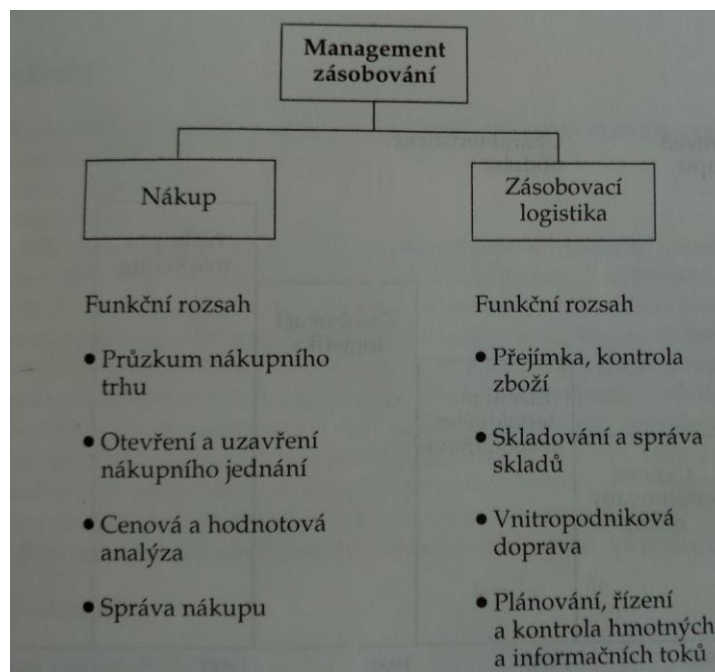 Management
zásobování
Nákup
Zásobovací
logistika
Funkční rozsah
• Průzkum nákupního
trhu
• Otevření a uzavření
nákupního jednání
• Cenová a hodnotová
analýza
• Správa nákupu
Funkční rozsah
• Přejímka, kontrola
zboží
• Skladování a správa
skladů
• Vnitropodniková
doprava
• Plánování, řízení
a kontrola hmotných
a informačních toků